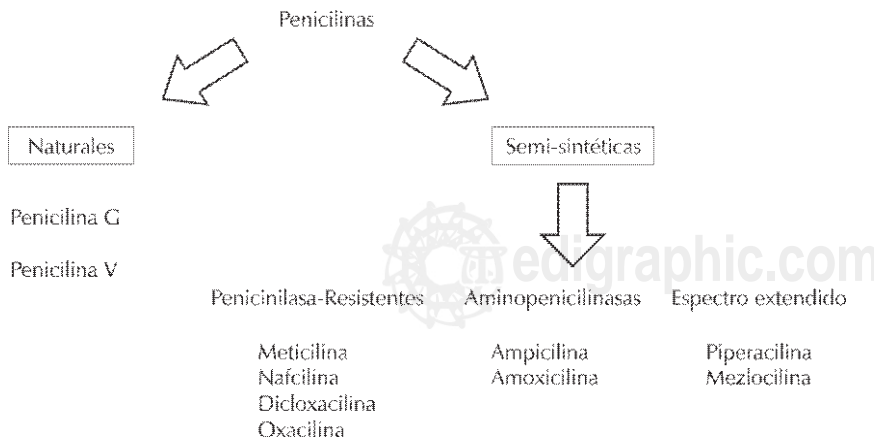 Penicilinas
Naturales
Semi-sintéticas
Penicilina G
Penicilina V
edigraphic.com
Penicinilasa-Resistentes
Aminopenicilinasas
Espectro extendido
Meticilina
Nafcilina
Dicloxacilina
Oxacilina
Ampicilina
Amoxicilina
Piperacilina
Mezlocilina